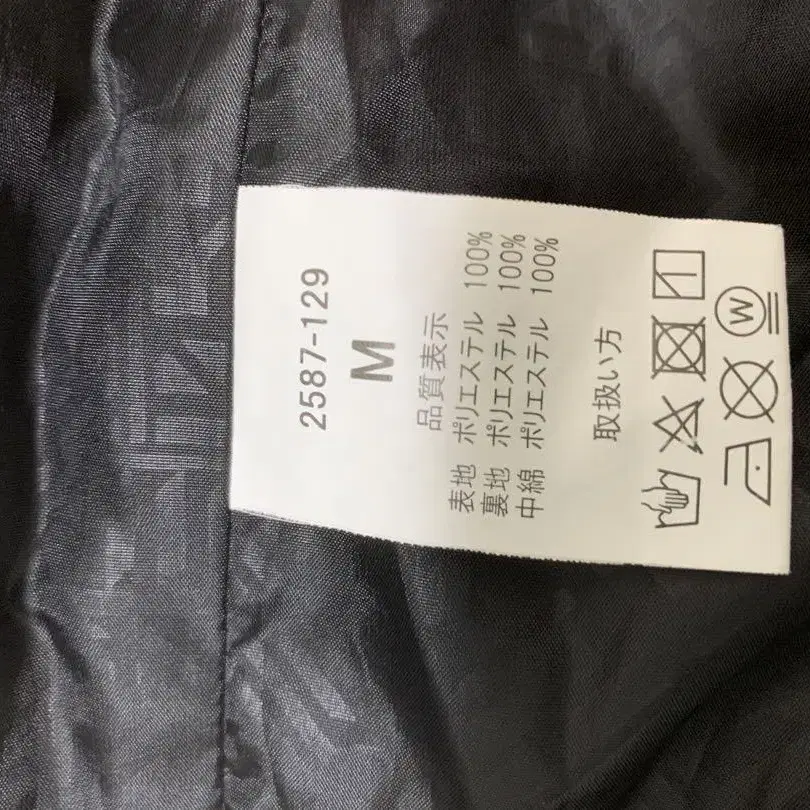 2587-129
M
品質表示
表地 ポリエステル 100%
裏地 ポリエステル 100%
中綿 ポリエステル 100%
取扱い方
W